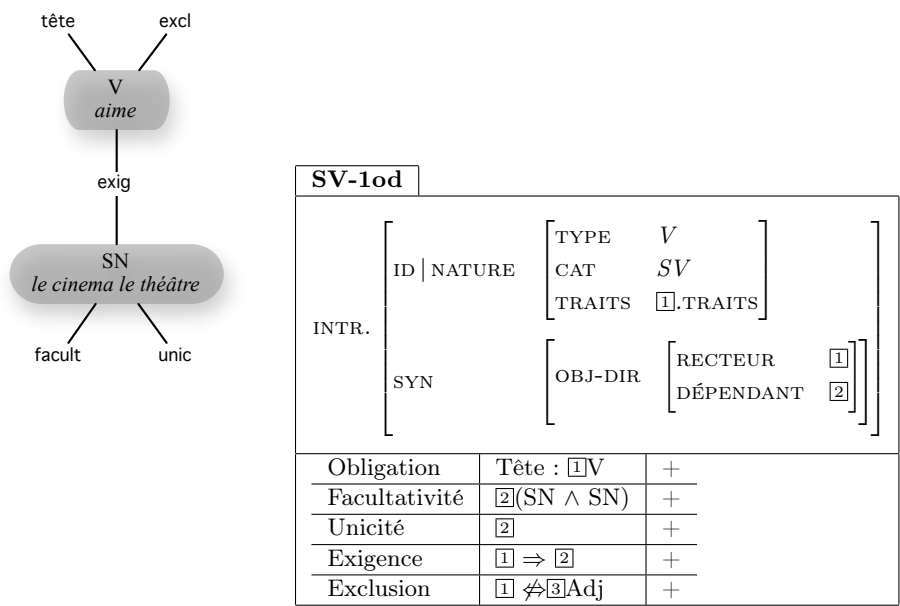 tête excl
V
aime
exig
SN
le cinema le théâtre
facult unic
SV-1od
INTR.
ID | NATURE
TYPE V
CAT SV
TRAITS 1.TRAITS
SYN
OBJ-DIR
RECTEUR 1
DÉPENDANT 2
Obligation Tête : 1V +
Facultativité 2(SN ∧ SN) +
Unicité 2 +
Exigence 1 ⇒ 2 +
Exclusion 1 ⇎ 3Adj +